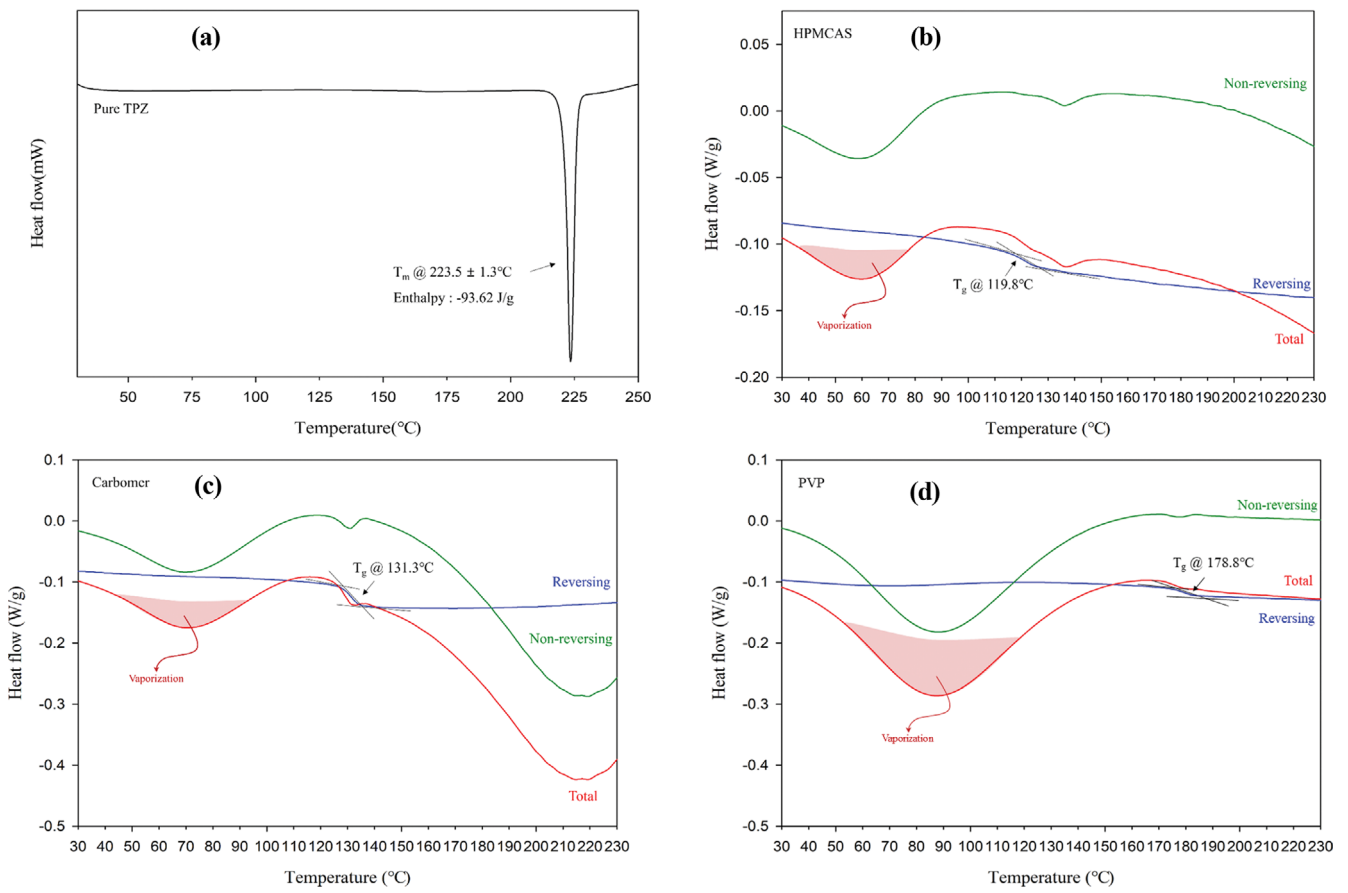 (a)
Pure TPZ
Tm @ 223.5 ± 1.3℃
Enthalpy : -93.62 J/g
Heat flow(mW)
50 75 100 125 150 175 200 225 250
Temperature(℃)
HPMCAS
(b)
Non-reversing
Reversing
Total
Tg @ 119.8℃
Vaporization
Heat flow (W/g)
0.05
0.00
-0.05
-0.10
-0.15
-0.20
30 40 50 60 70 80 90 100 110 120 130 140 150 160 170 180 190 200 210 220 230
Temperature (℃)
Carbomer
(c)
Tg @ 131.3℃
Reversing
Non-reversing
Vaporization
Total
Heat flow (W/g)
0.1
0.0
-0.1
-0.2
-0.3
-0.4
-0.5
30 40 50 60 70 80 90 100 110 120 130 140 150 160 170 180 190 200 210 220 230
Temperature (℃)
PVP
(d)
Non-reversing
Tg @ 178.8℃
Total
Reversing
Vaporization
Heat flow (W/g)
0.1
0.0
-0.1
-0.2
-0.3
-0.4
-0.5
30 40 50 60 70 80 90 100 110 120 130 140 150 160 170 180 190 200 210 220 230
Temperature (℃)